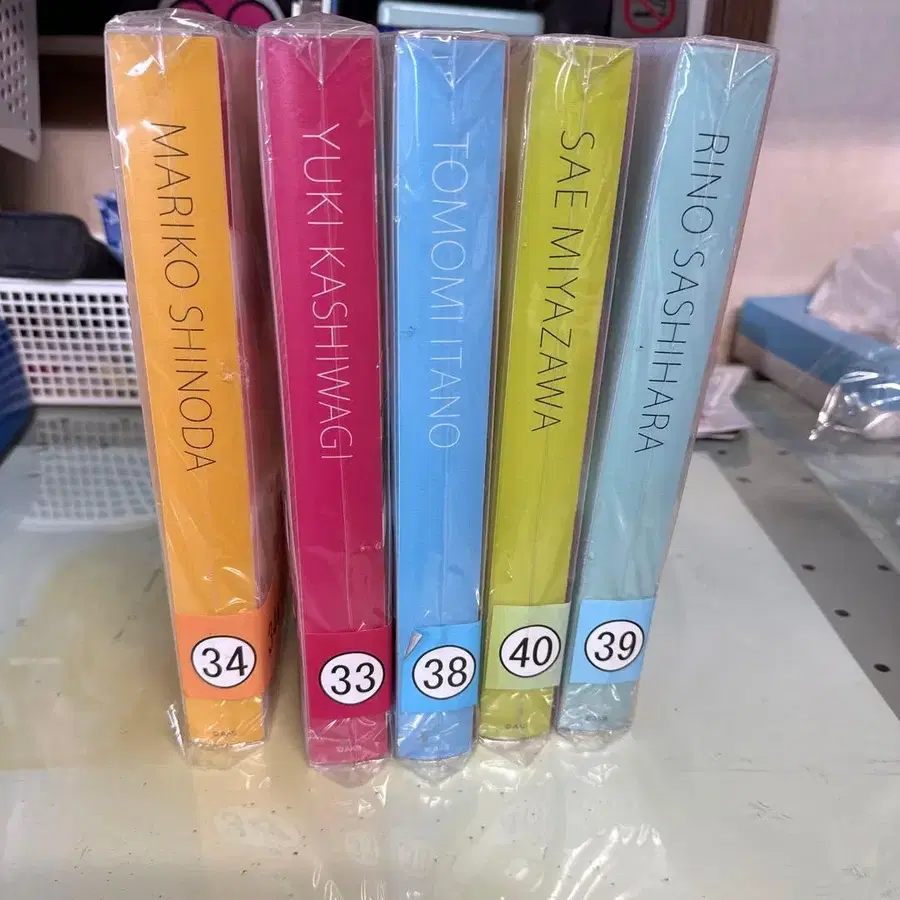 MARIKO SHINODA
34
YUKI KASHIWAGI
33
TOMOMI ITANO
38
SAE MIYAZAWA
40
RINO SASHIHARA
39